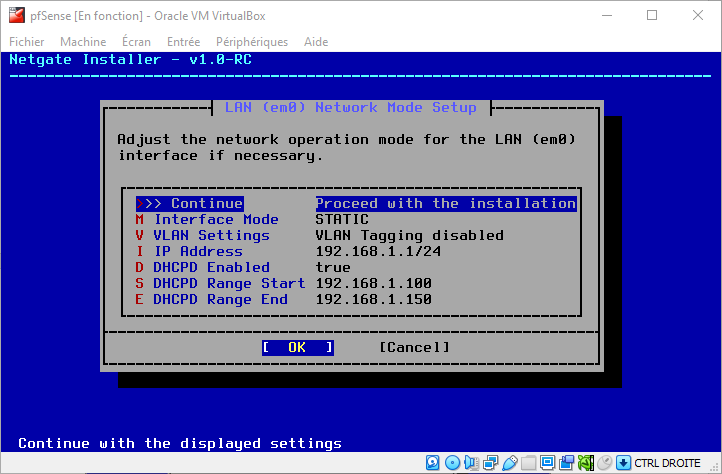 pfSense [En fonction] - Oracle VM VirtualBox
Fichier Machine Écran Entrée Périphériques Aide
Netgate Installer - v1.0-RC
LAN (em0) Network Mode Setup
Adjust the network operation mode for the LAN (em0)
interface if necessary.
>>> Continue Proceed with the installation
M Interface Mode STATIC
V VLAN Settings VLAN Tagging disabled
I IP Address 192.168.1.1/24
D DHCPD Enabled true
S DHCPD Range Start 192.168.1.100
E DHCPD Range End 192.168.1.150
[ OK ] [Cancel]
Continue with the displayed settings
CTRL DROITE